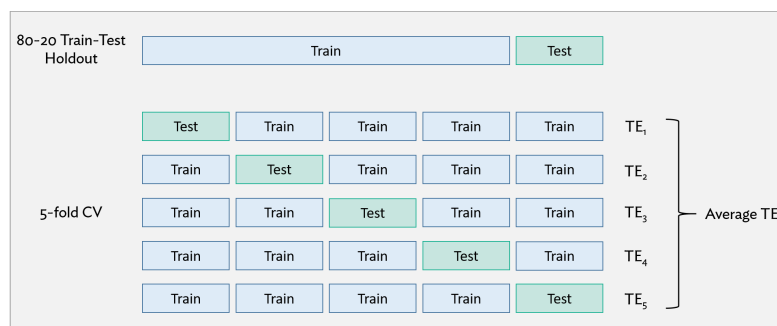 80-20 Train-Test
Holdout
Train Test
Test Train Train Train Train TE₁
Train Test Train Train Train TE₂
5-fold CV Train Train Test Train Train TE₃ Average TE
Train Train Train Test Train TE₄
Train Train Train Train Test TE₅